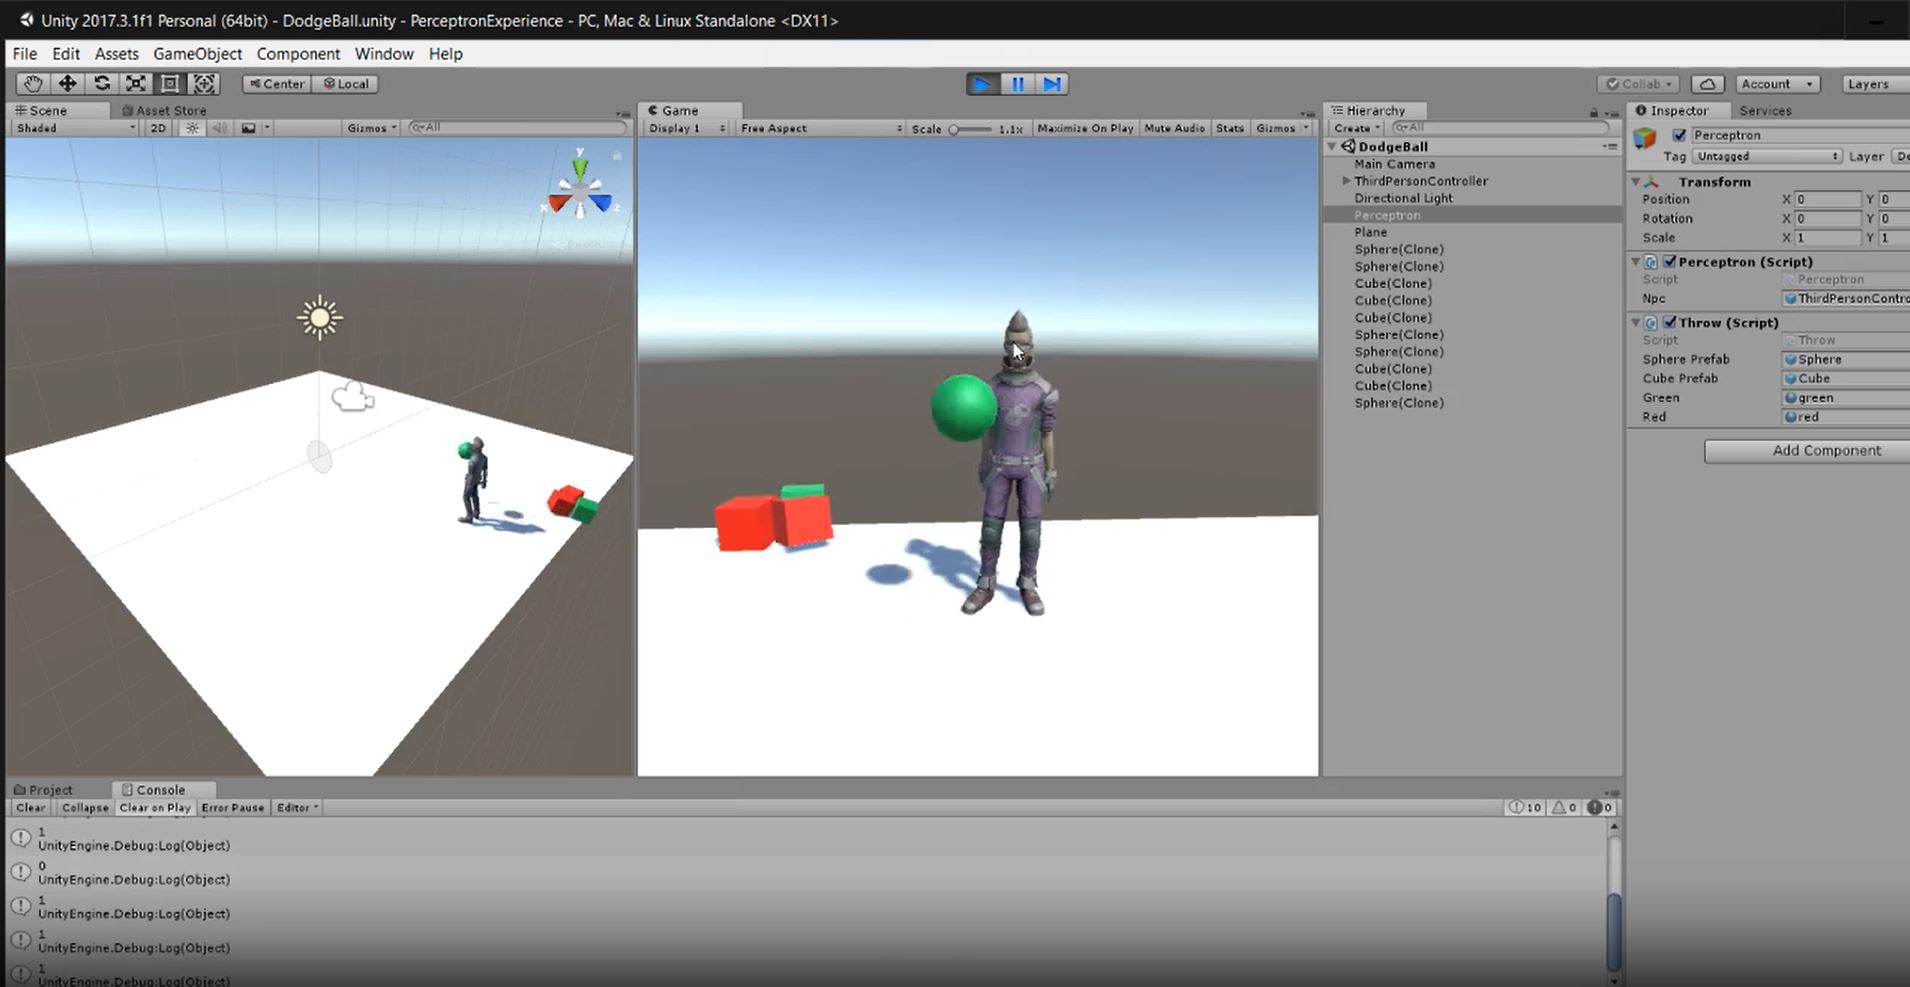 Unity 2017.3.1f1 Personal (64bit) - DodgeBall.unity - PerceptronExperience - PC, Mac & Linux Standalone <DX11>
File Edit Assets GameObject Component Window Help
Center Local Collab Account Layers
Scene Asset Store
Shaded 2D Gizmos All
y
x z
Game
Display 1 Free Aspect Scale 1.1x Maximize On Play Mute Audio Stats Gizmos
Hierarchy
Create All
DodgeBall
Main Camera
ThirdPersonController
Directional Light
Perceptron
Plane
Sphere(Clone)
Sphere(Clone)
Cube(Clone)
Cube(Clone)
Cube(Clone)
Sphere(Clone)
Sphere(Clone)
Cube(Clone)
Cube(Clone)
Sphere(Clone)
Inspector Services
Perceptron
Tag Untagged Layer De
Transform
Position X 0 Y 0
Rotation X 0 Y 0
Scale X 1 Y 1
Perceptron (Script)
Script Perceptron
Npc ThirdPersonContro
Throw (Script)
Script Throw
Sphere Prefab Sphere
Cube Prefab Cube
Green green
Red red
Add Component
Project Console
Clear Collapse Clear on Play Error Pause Editor 10 0 0
1
UnityEngine.Debug:Log(Object)
0
UnityEngine.Debug:Log(Object)
1
UnityEngine.Debug:Log(Object)
1
UnityEngine.Debug:Log(Object)
1
UnityEngine.Debug:Log(Object)